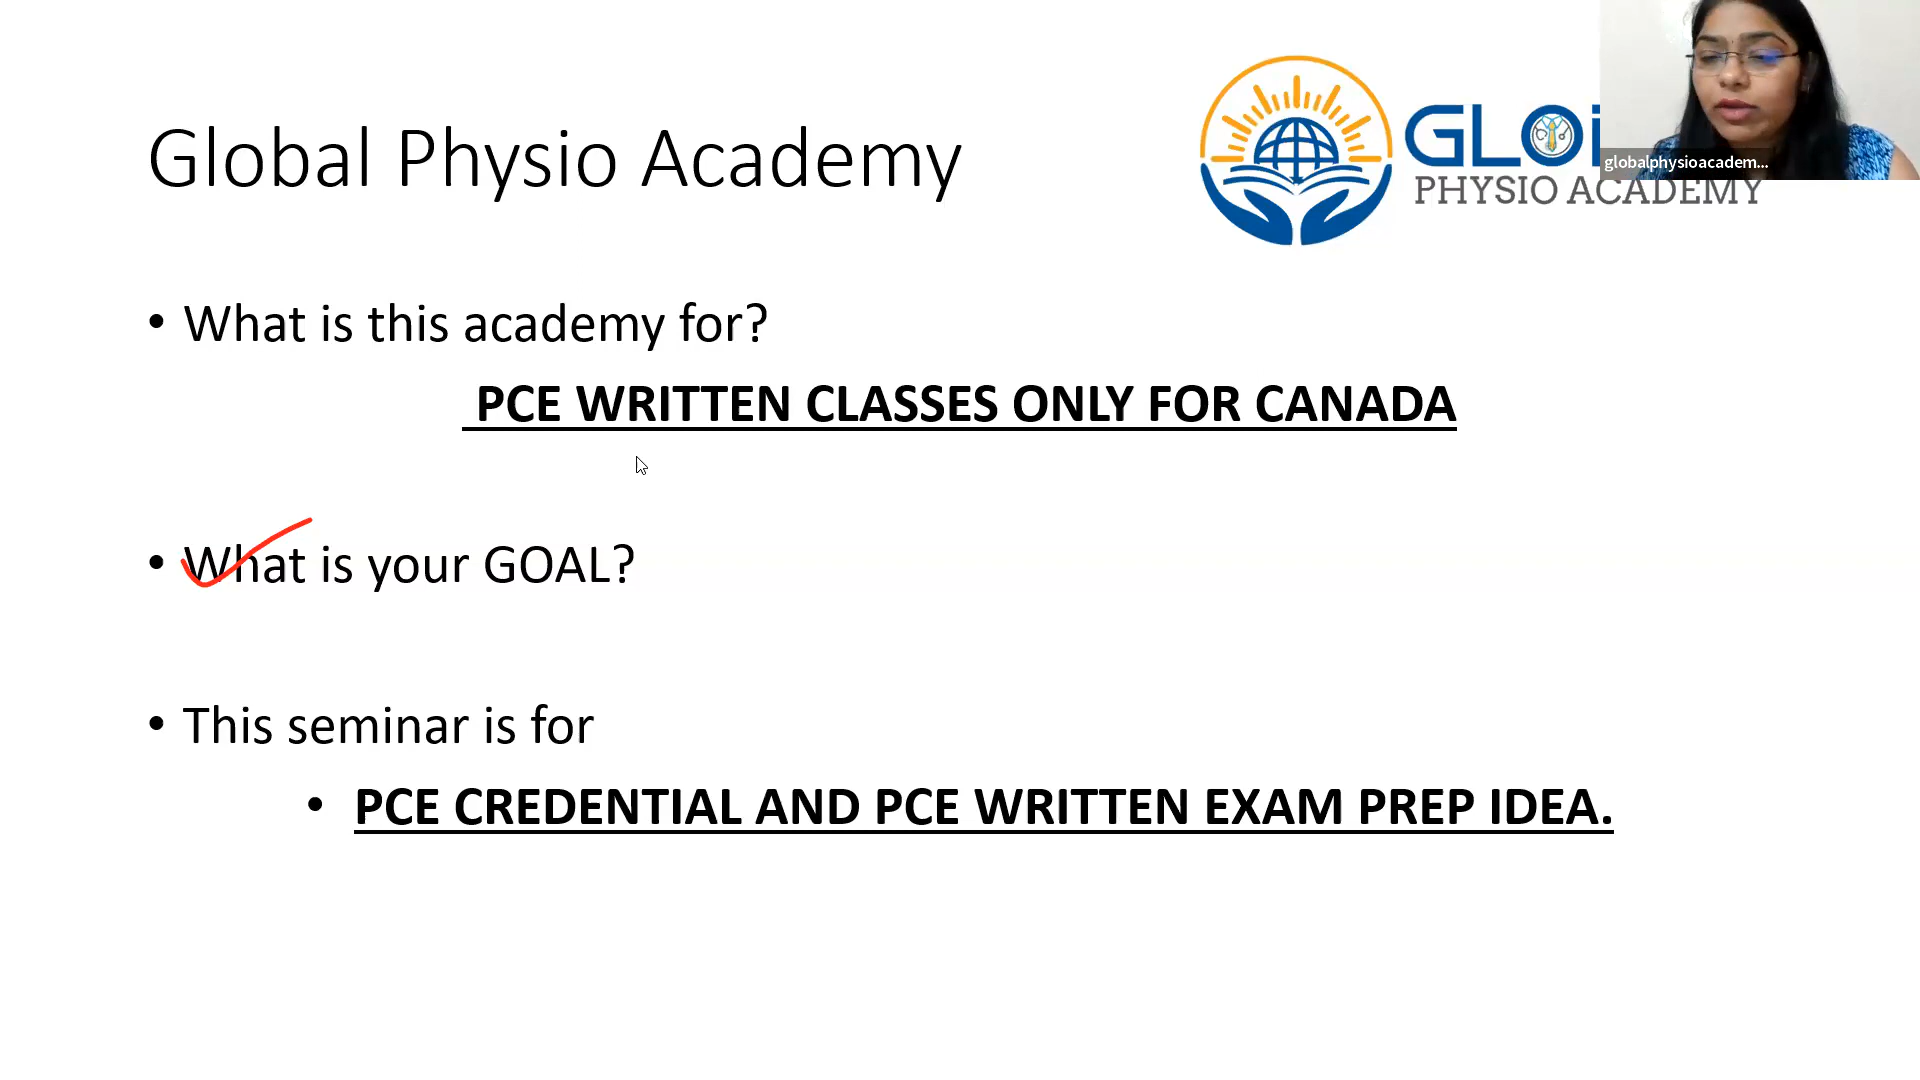 Global Physio Academy
PHYSIO ACADEMY
globalphysioacadem...
• What is this academy for?
PCE WRITTEN CLASSES ONLY FOR CANADA
• What is your GOAL?
• This seminar is for
• PCE CREDENTIAL AND PCE WRITTEN EXAM PREP IDEA.